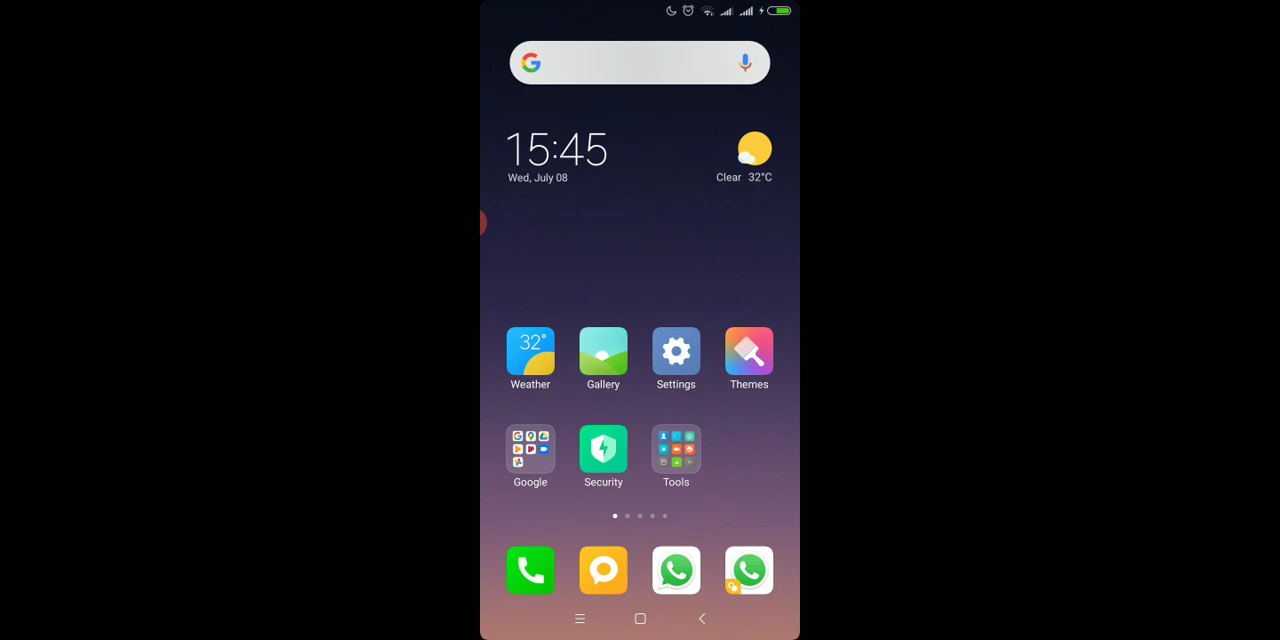 15:45
Wed, July 08
Clear 32°C
32°
Weather
Gallery
Settings
Themes
Google
Security
Tools